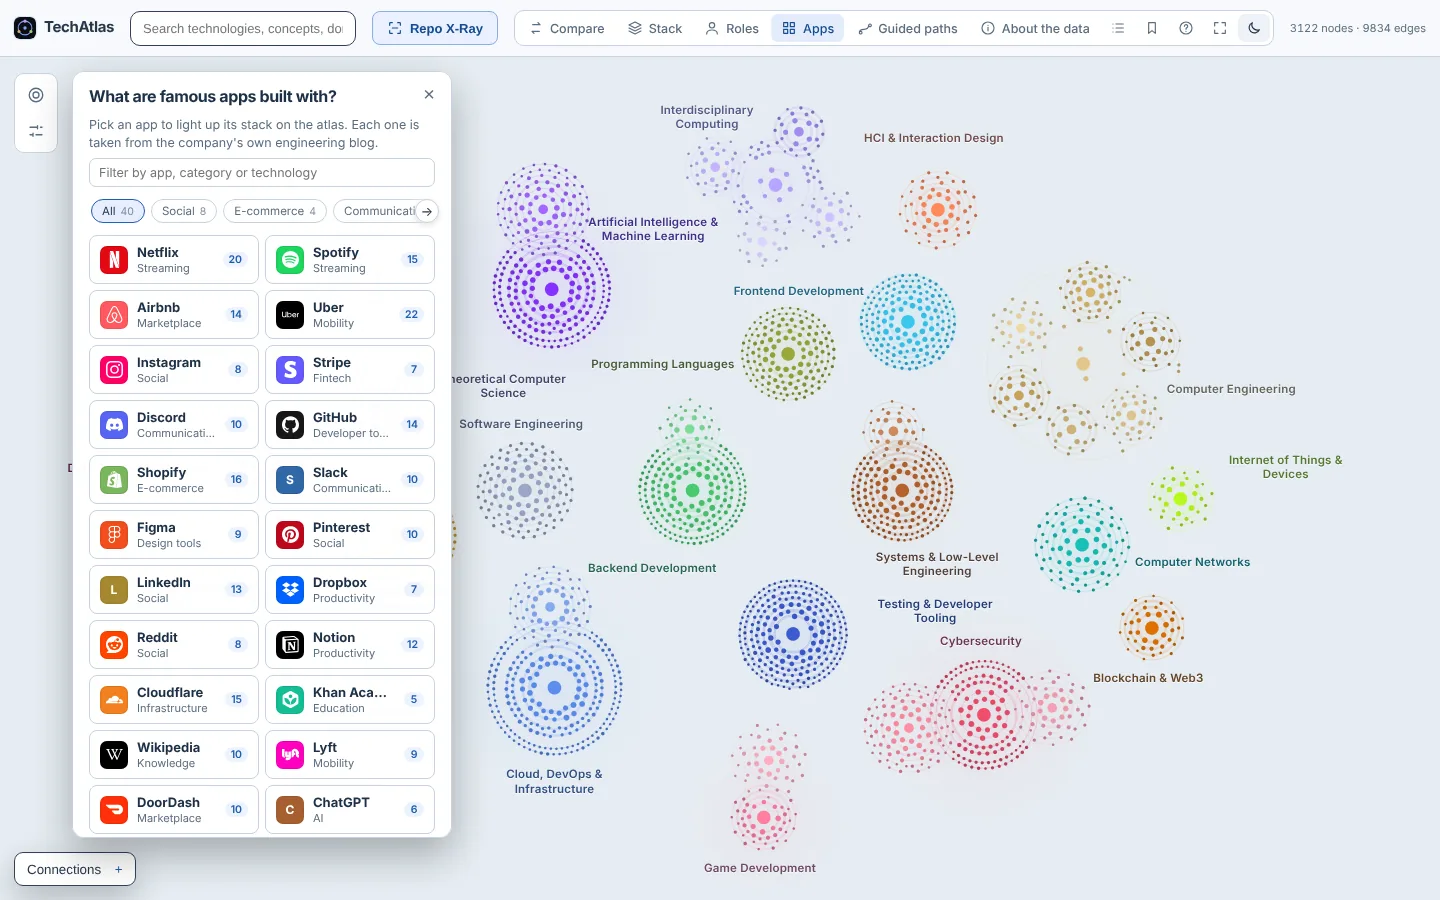 TechAtlas
Search technologies, concepts, do
Repo X-Ray
Compare
Stack
Roles
Apps
Guided paths
About the data
3122 nodes · 9834 edges
What are famous apps built with?
Pick an app to light up its stack on the atlas. Each one is
taken from the company's own engineering blog.
Filter by app, category or technology
All 40
Social 8
E-commerce 4
Communicati
Netflix
Streaming
20
Spotify
Streaming
15
Airbnb
Marketplace
14
Uber
Uber
Mobility
22
Instagram
Social
8
S
Stripe
Fintech
7
Discord
Communicati...
10
GitHub
Developer to...
14
Shopify
E-commerce
16
S
Slack
Communicati...
10
Figma
Design tools
9
Pinterest
Social
10
L
LinkedIn
Social
13
Dropbox
Productivity
7
Reddit
Social
8
Notion
Productivity
12
Cloudflare
Infrastructure
15
Khan Aca...
Education
5
W
Wikipedia
Knowledge
10
lyft
Lyft
Mobility
9
DoorDash
Marketplace
10
C
ChatGPT
AI
6
Connections +
Interdisciplinary
Computing
HCI & Interaction Design
Artificial Intelligence &
Machine Learning
Frontend Development
Programming Languages
heoretical Computer
Science
Computer Engineering
Software Engineering
Internet of Things &
Devices
D
Systems & Low-Level
Engineering
Computer Networks
Backend Development
Testing & Developer
Tooling
Cybersecurity
Blockchain & Web3
Cloud, DevOps &
Infrastructure
Game Development